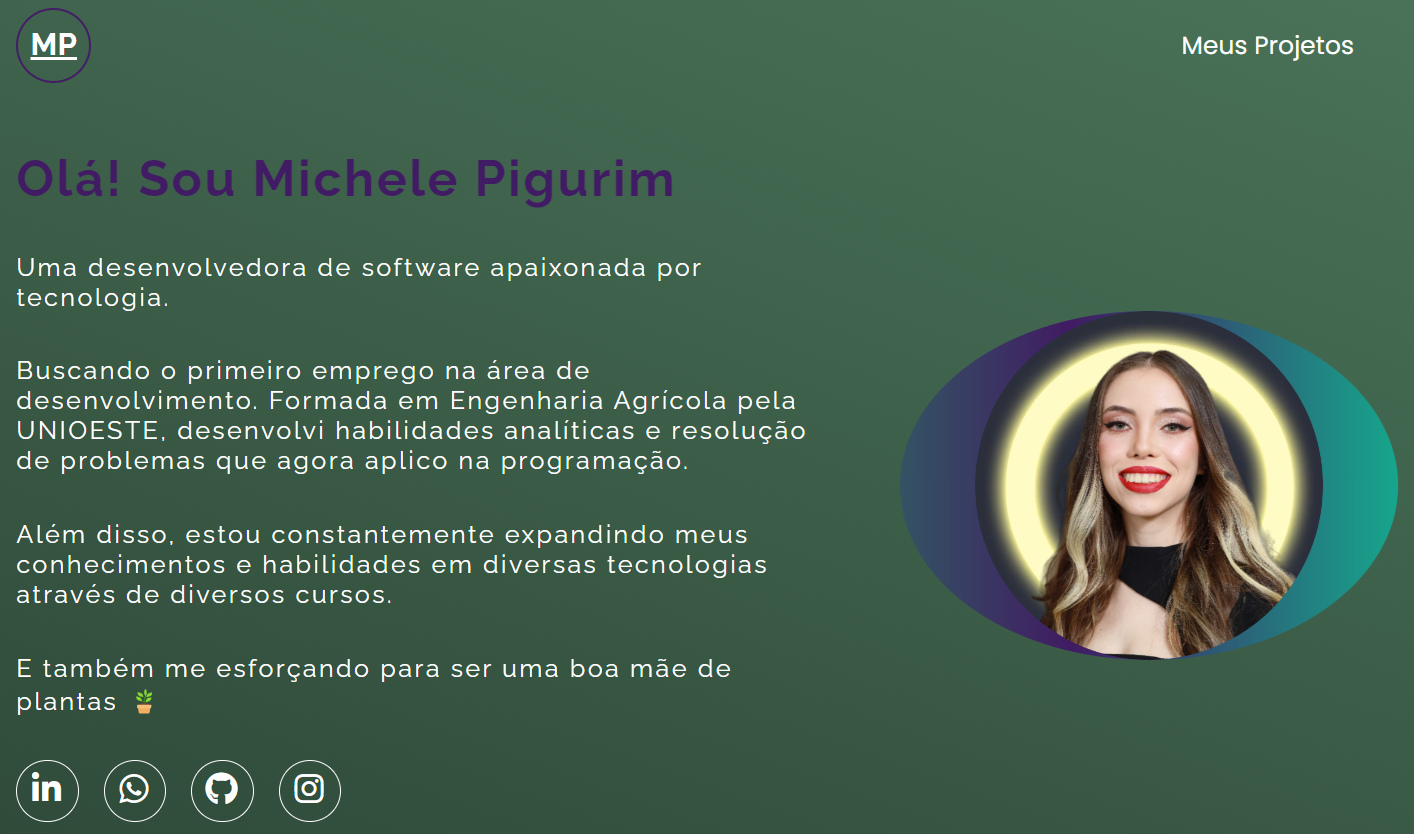 MP
Meus Projetos
Olá! Sou Michele Pigurim
Uma desenvolvedora de software apaixonada por
tecnologia.
Buscando o primeiro emprego na área de
desenvolvimento. Formada em Engenharia Agrícola pela
UNIOESTE, desenvolvi habilidades analíticas e resolução
de problemas que agora aplico na programação.
Além disso, estou constantemente expandindo meus
conhecimentos e habilidades em diversas tecnologias
através de diversos cursos.
E também me esforçando para ser uma boa mãe de
plantas 🪴
in